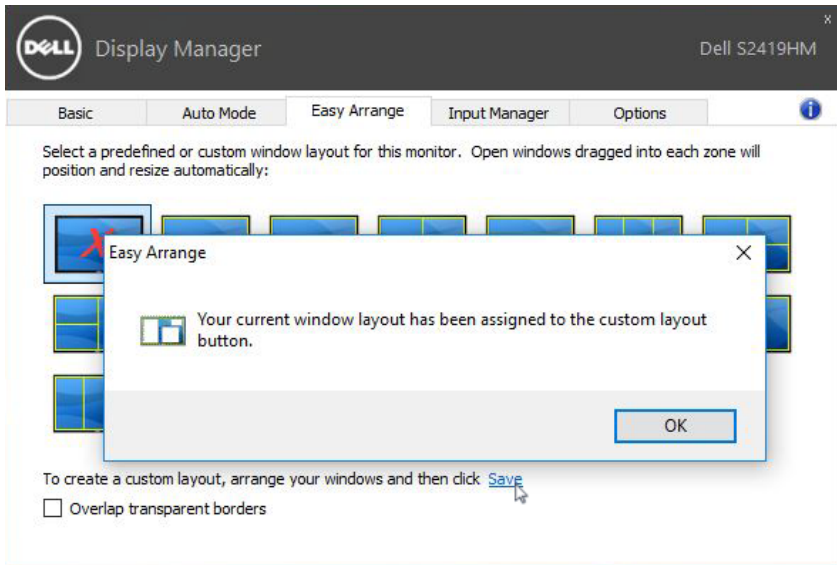 x
DELL
Display Manager
Dell S2419HM
Basic
Auto Mode
Easy Arrange
Input Manager
Options
i
Select a predefined or custom window layout for this monitor. Open windows dragged into each zone will
position and resize automatically:
X
Easy Arrange
Your current window layout has been assigned to the custom layout
button.
OK
To create a custom layout, arrange your windows and then click Save
Overlap transparent borders